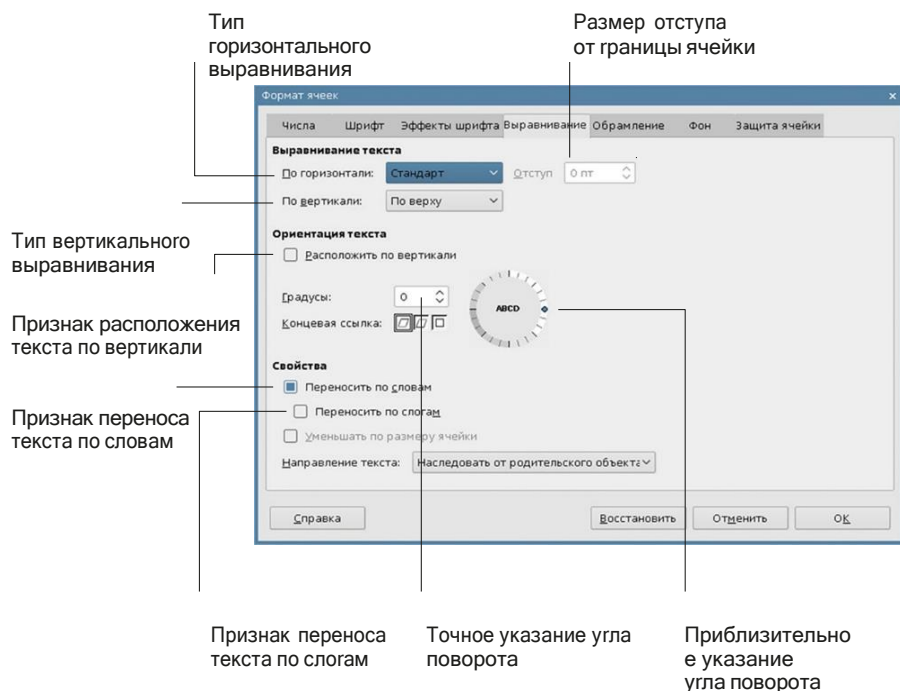 Тип
горизонтального
выравнивания
Размер отступа
от границы ячейки
Формат ячеек
×
Числа Шрифт Эффекты шрифта Выравнивание Обрамление Фон Защита ячейки
Выравнивание текста
По горизонтали: Стандарт Отступ 0 пт
По вертикали: По верху
Тип вертикального
выравнивания
Ориентация текста
Расположить по вертикали
Градусы: 0
ABCD
Концевая ссылка:
Признак расположения
текста по вертикали
Свойства
Переносить по словам
Переносить по слогам
Признак переноса
текста по словам
Уменьшать по размеру ячейки
Направление текста: Наследовать от родительского объекта
Справка Восстановить Отменить OK
Признак переноса
текста по слогам
Точное указание угла
поворота
Приблизительно
е указание
угла поворота